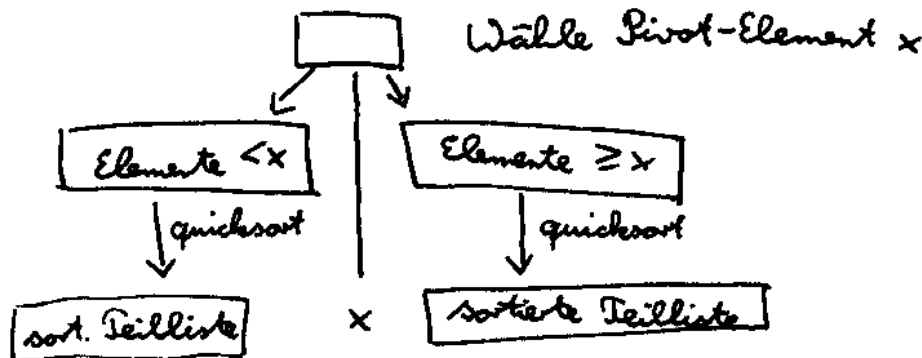 Wähle Pivot-Element x
Elemente <x
Elemente ≥ x
quicksort
quicksort
sort. Teilliste
x
sortierte Teilliste